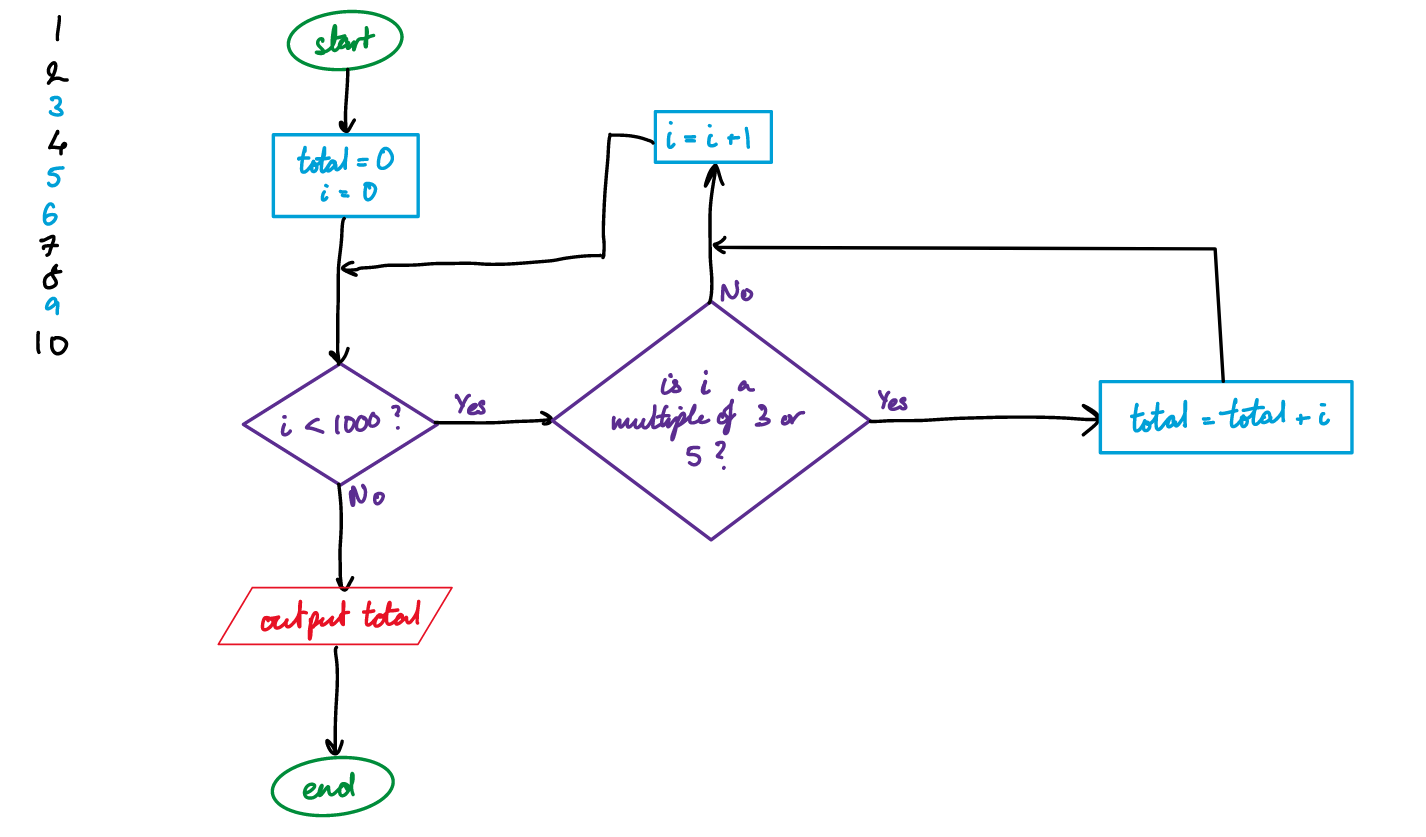 1
2
3
4
5
6
7
8
9
10
start
total = 0
i = 0
i = i + 1
i < 1000 ?
Yes
No
is i a
multiple of 3 or
5 ?
No
Yes
total = total + i
output total
end